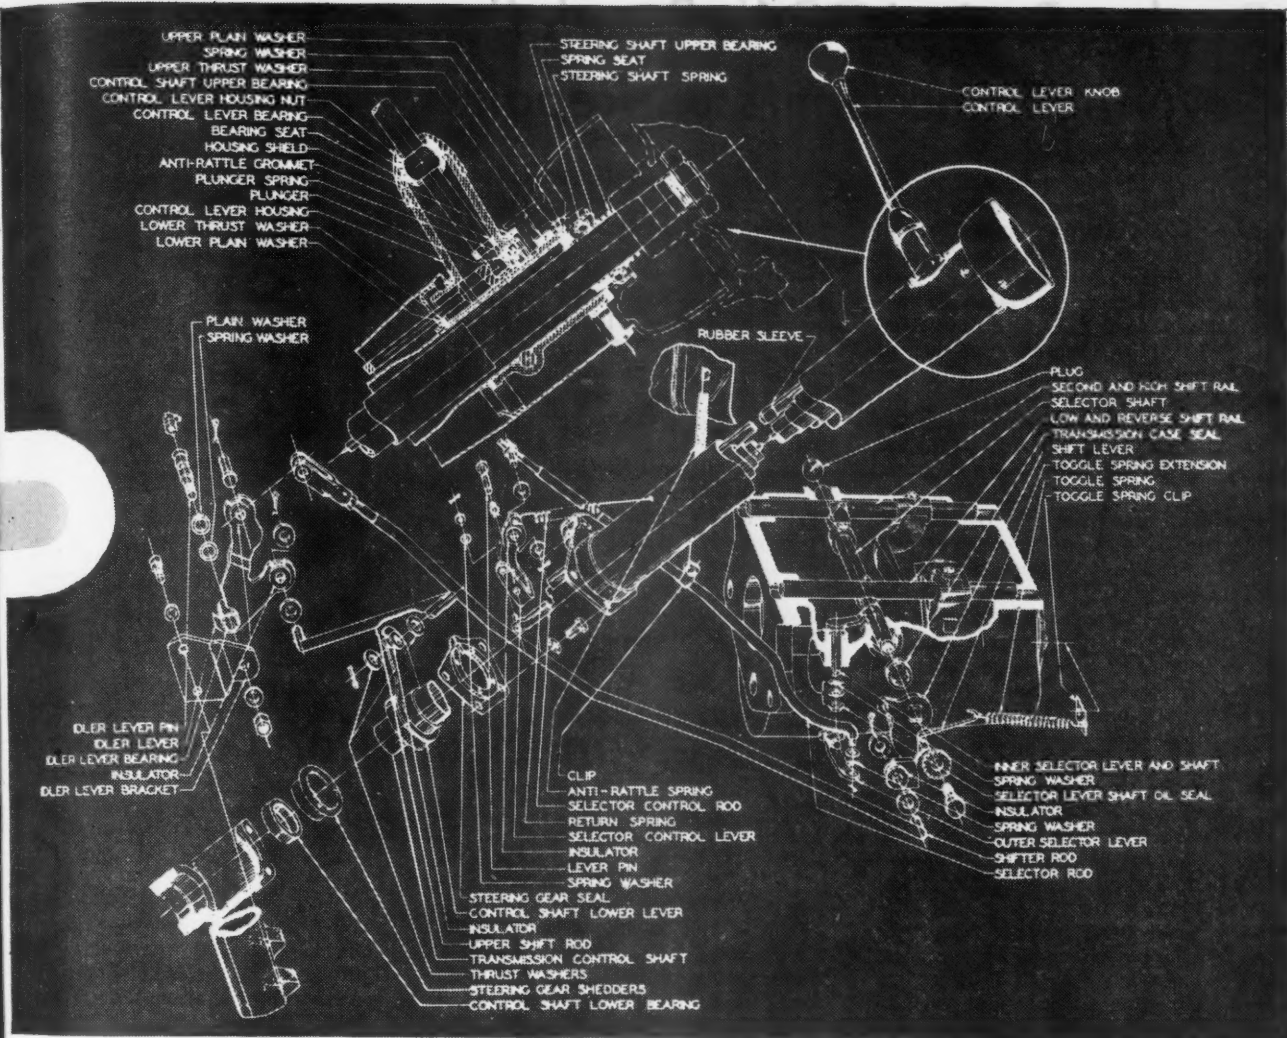 UPPER PLAIN WASHER
SPRING WASHER
UPPER THRUST WASHER
CONTROL SHAFT UPPER BEARING
CONTROL LEVER HOUSING NUT
CONTROL LEVER BEARING
BEARING SEAT
HOUSING SHIELD
ANTI-RATTLE GROMMET
PLUNGER SPRING
PLUNGER
CONTROL LEVER HOUSING
LOWER THRUST WASHER
LOWER PLAIN WASHER
STEERING SHAFT UPPER BEARING
SPRING SEAT
STEERING SHAFT SPRING
CONTROL LEVER KNOB
CONTROL LEVER
PLAIN WASHER
SPRING WASHER
RUBBER SLEEVE
PLUG
SECOND AND HIGH SHIFT RAIL
SELECTOR SHAFT
LOW AND REVERSE SHIFT RAIL
TRANSMISSION CASE SEAL
SHIFT LEVER
TOGGLE SPRING EXTENSION
TOGGLE SPRING
TOGGLE SPRING CLIP
IDLER LEVER PIN
IDLER LEVER
IDLER LEVER BEARING
INSULATOR
IDLER LEVER BRACKET
CLIP
ANTI-RATTLE SPRING
SELECTOR CONTROL ROD
RETURN SPRING
SELECTOR CONTROL LEVER
INSULATOR
LEVER PIN
SPRING WASHER
STEERING GEAR SEAL
CONTROL SHAFT LOWER LEVER
INSULATOR
UPPER SHIFT ROD
TRANSMISSION CONTROL SHAFT
THRUST WASHERS
STEERING GEAR SHEDDERS
CONTROL SHAFT LOWER BEARING
INNER SELECTOR LEVER AND SHAFT
SPRING WASHER
SELECTOR LEVER SHAFT OIL SEAL
INSULATOR
SPRING WASHER
OUTER SELECTOR LEVER
SHIFTER ROD
SELECTOR ROD